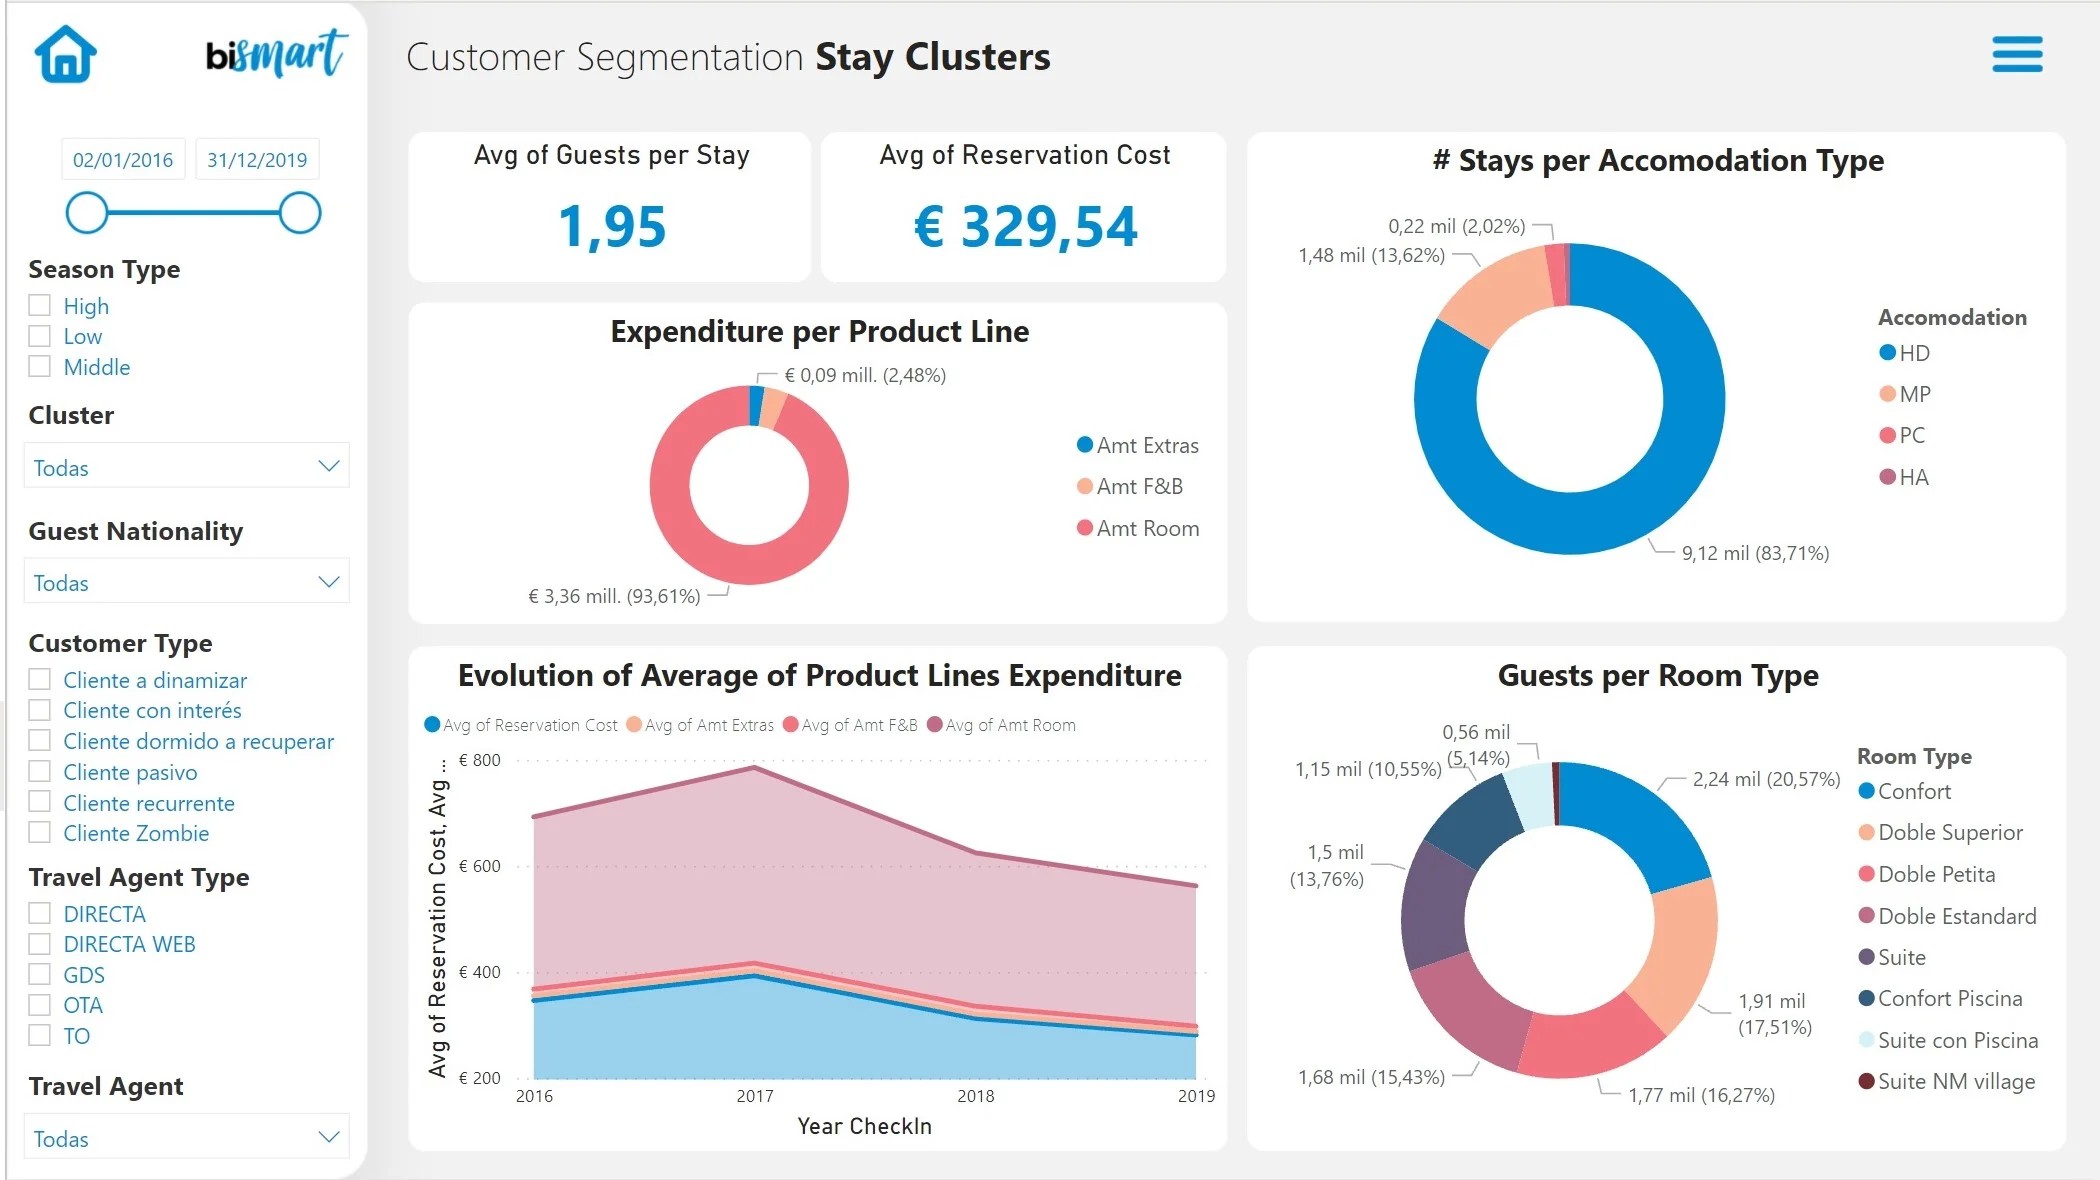 bismart
Customer Segmentation Stay Clusters
02/01/2016 31/12/2019
Season Type
High
Low
Middle
Cluster
Todas
Guest Nationality
Todas
Customer Type
Cliente a dinamizar
Cliente con interés
Cliente dormido a recuperar
Cliente pasivo
Cliente recurrente
Cliente Zombie
Travel Agent Type
DIRECTA
DIRECTA WEB
GDS
OTA
TO
Travel Agent
Todas
Avg of Guests per Stay
1,95
Avg of Reservation Cost
€ 329,54
Expenditure per Product Line
€ 0,09 mill. (2,48%)
€ 3,36 mill. (93,61%)
Amt Extras
Amt F&B
Amt Room
# Stays per Accomodation Type
0,22 mil (2,02%)
1,48 mil (13,62%)
9,12 mil (83,71%)
Accomodation
HD
MP
PC
HA
Evolution of Average of Product Lines Expenditure
Avg of Reservation Cost Avg of Amt Extras Avg of Amt F&B Avg of Amt Room
Avg of Reservation Cost, Avg ...
€ 800
€ 600
€ 400
€ 200
2016 2017 2018 2019
Year CheckIn
Guests per Room Type
0,56 mil
(5,14%)
1,15 mil (10,55%)
2,24 mil (20,57%)
1,5 mil
(13,76%)
1,91 mil
(17,51%)
1,68 mil (15,43%)
1,77 mil (16,27%)
Room Type
Confort
Doble Superior
Doble Petita
Doble Estandard
Suite
Confort Piscina
Suite con Piscina
Suite NM village